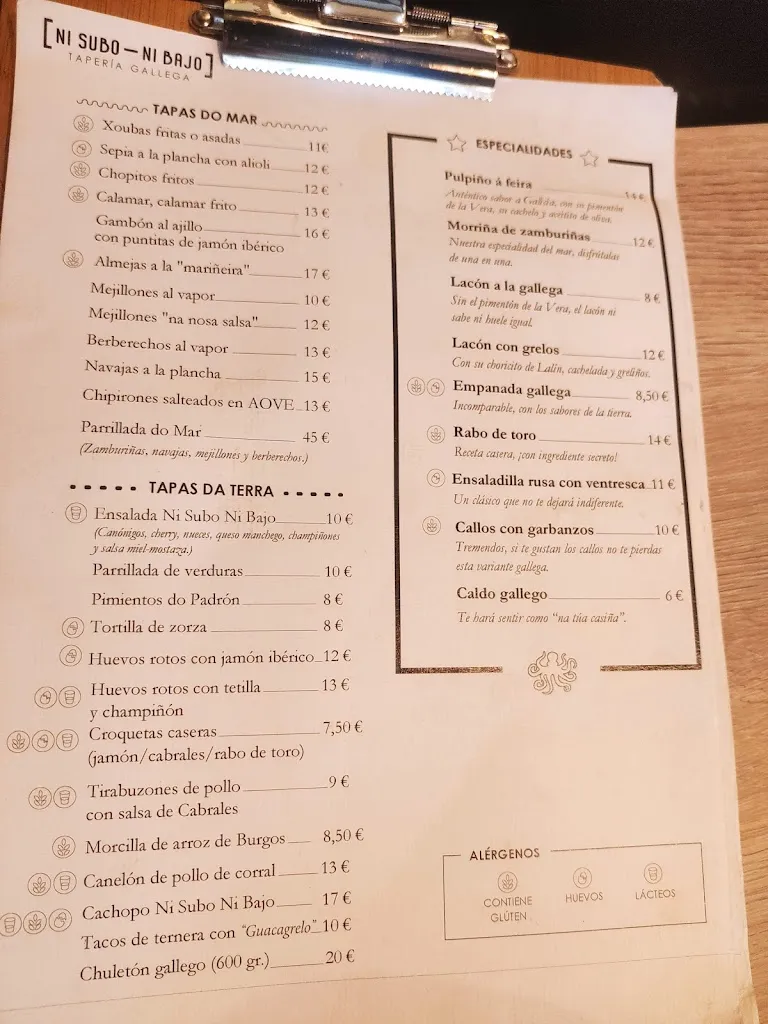 [NI SUBO – NI BAJO]
TAPERÍA GALLEGA
TAPAS DO MAR
Xoubas fritas o asadas 11€
Sepia a la plancha con alioli 12 €
Chopitos fritos 12 €
Calamar, calamar frito 13 €
Gambón al ajillo 16 €
con puntitas de jamón ibérico
Almejas a la "mariñeira" 17 €
Mejillones al vapor 10 €
Mejillones "na nosa salsa" 12 €
Berberechos al vapor 13 €
Navajas a la plancha 15 €
Chipirones salteados en AOVE 13 €
Parrillada do Mar 45 €
(Zamburiñas, navajas, mejillones y berberechos.)
TAPAS DA TERRA
Ensalada Ni Subo Ni Bajo 10 €
(Canónigos, cherry, nueces, queso manchego, champiñones
y salsa miel-mostaza.)
Parrillada de verduras 10 €
Pimientos do Padrón 8 €
Tortilla de zorza 8 €
Huevos rotos con jamón ibérico 12 €
Huevos rotos con tetilla 13 €
y champiñón
Croquetas caseras 7,50 €
(jamón/cabrales/rabo de toro)
Tirabuzones de pollo 9 €
con salsa de Cabrales
Morcilla de arroz de Burgos 8,50 €
Canelón de pollo de corral 13 €
Cachopo Ni Subo Ni Bajo 17 €
Tacos de ternera con "Guacagrelo" 10 €
Chuletón gallego (600 gr.) 20 €
ESPECIALIDADES
Pulpiño á feira 14 €
Auténtico sabor a Galicia, con su pimentón
de la Vera, su cachelo y aceitito de oliva.
Morriña de zamburiñas 12 €
Nuestra especialidad del mar, disfrútalas
de una en una.
Lacón a la gallega 8 €
Sin el pimentón de la Vera, el lacón ni
sabe ni huele igual.
Lacón con grelos 12 €
Con su choricito de Lalín, cachelada y greliños.
Empanada gallega 8,50 €
Incomparable, con los sabores de la tierra.
Rabo de toro 14 €
Receta casera, ¡con ingrediente secreto!
Ensaladilla rusa con ventresca 11 €
Un clásico que no te dejará indiferente.
Callos con garbanzos 10 €
Tremendos, si te gustan los callos no te pierdas
esta variante gallega.
Caldo gallego 6 €
Te hará sentir como "na túa casiña".
ALÉRGENOS
CONTIENE
GLÚTEN
HUEVOS
LÁCTEOS